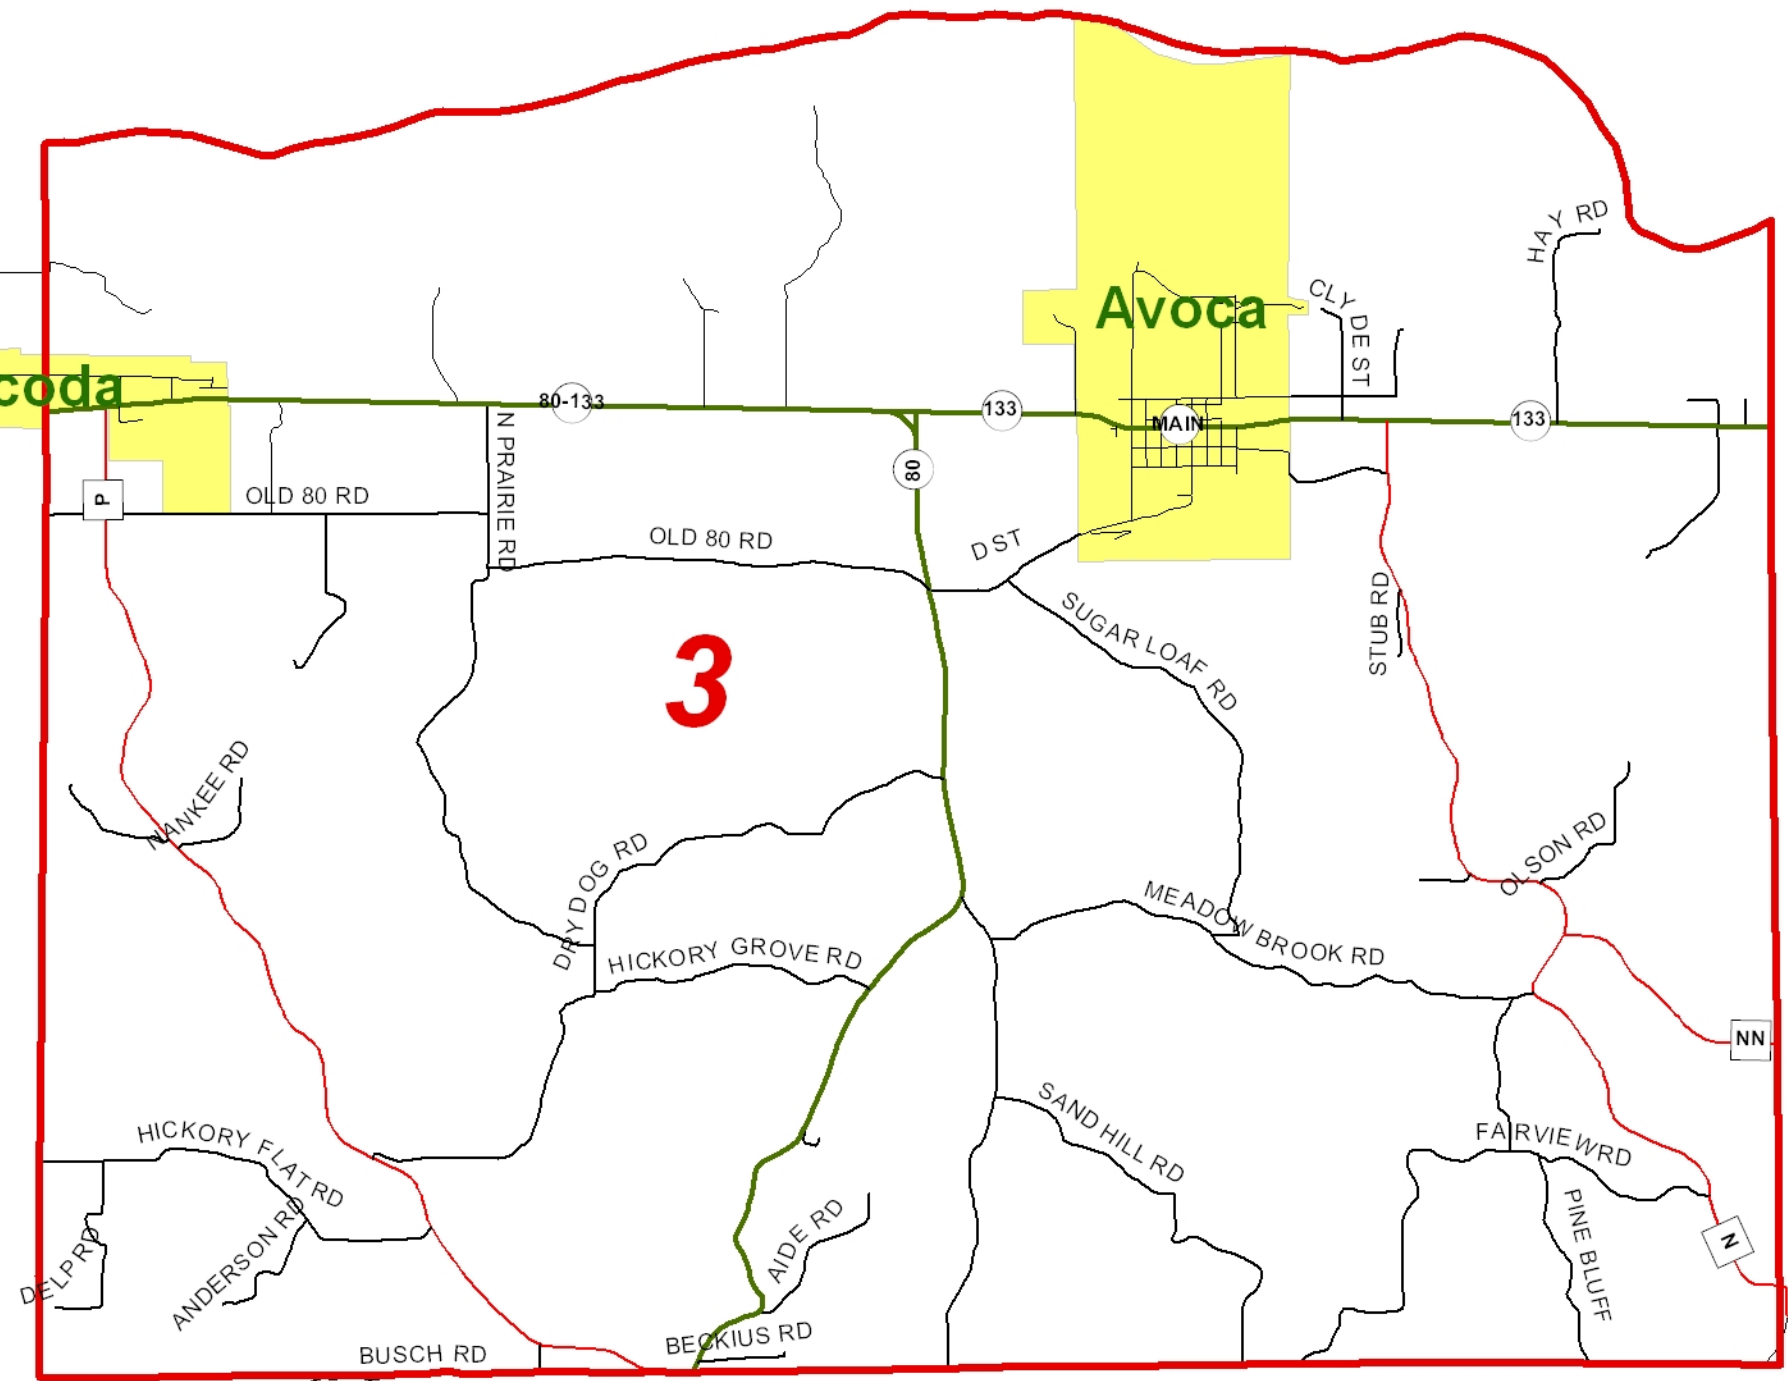 HAY RD
CLYDE ST
Avoca
coda
80-133
133
MAIN
133
N PRAIRIE RD
80
P
OLD 80 RD
OLD 80 RD
D ST
SUGAR LOAF RD
STUB RD
3
NANKEE RD
OLSON RD
DRY DOG RD
MEADOW BROOK RD
HICKORY GROVE RD
NN
SAND HILL RD
HICKORY FLAT RD
FAIRVIEW RD
ANDERSON RD
DELP RD
AIDE RD
PINE BLUFF
N
BECKIUS RD
BUSCH RD